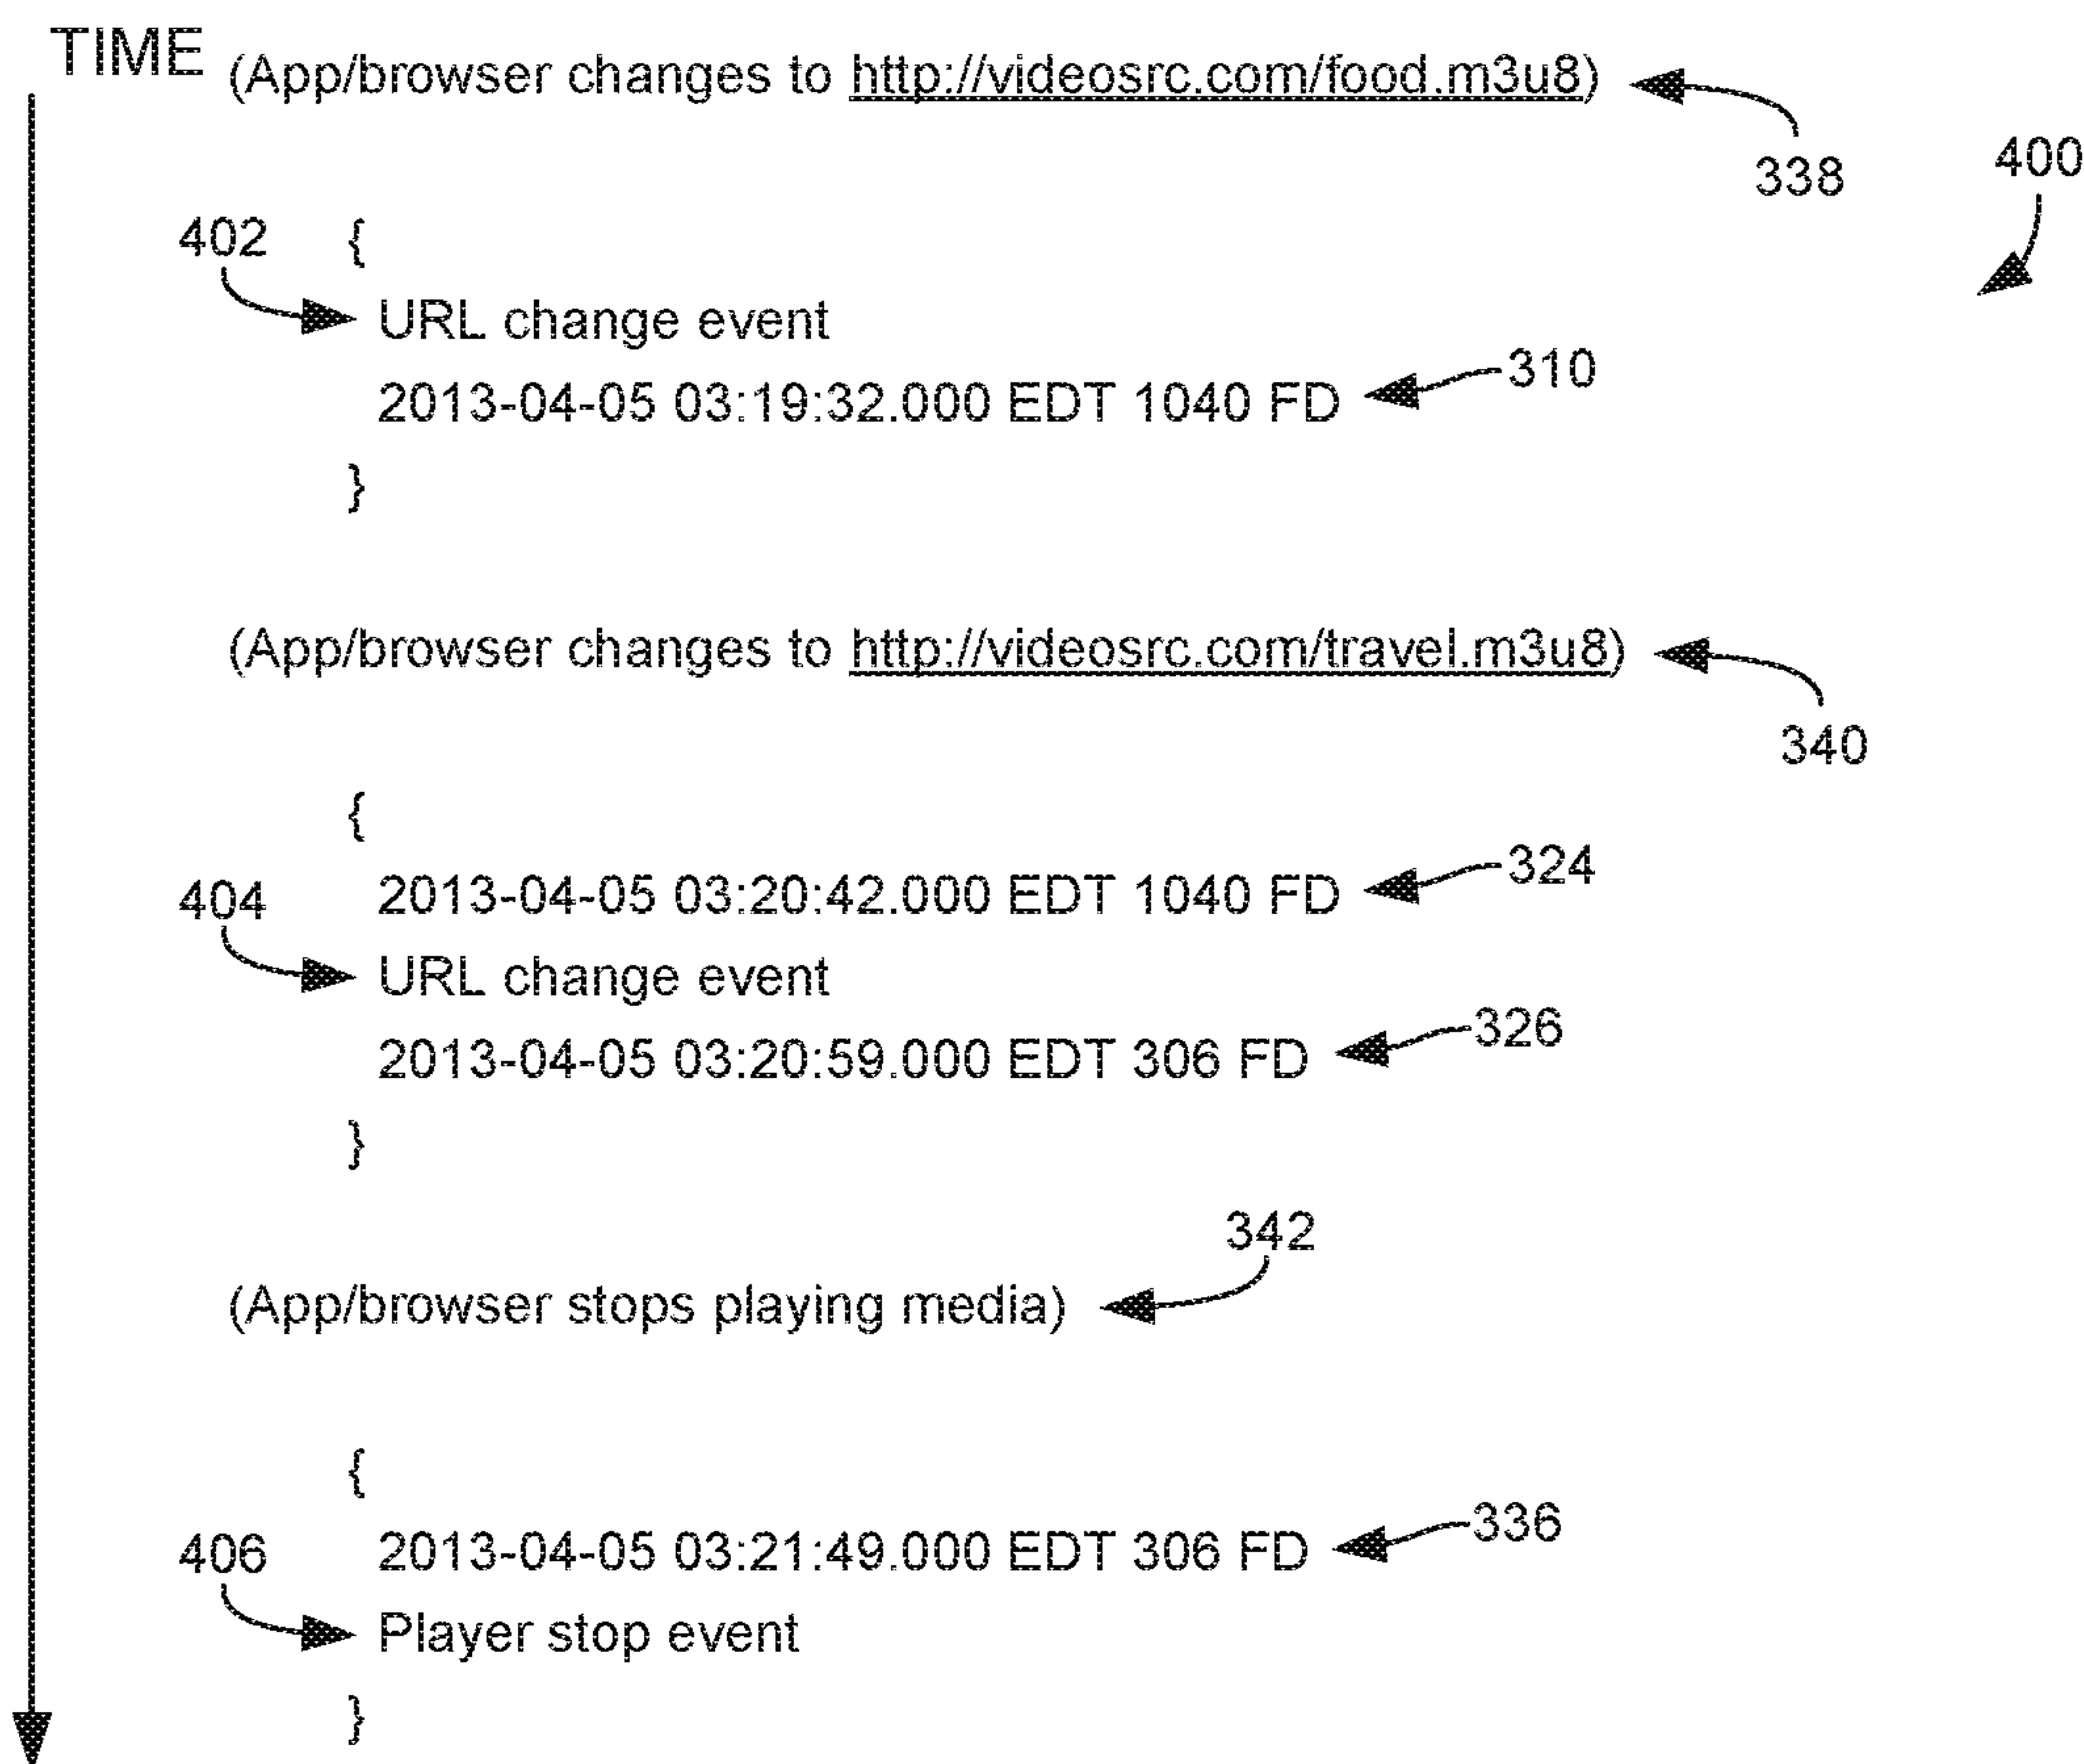 TIME
(App/browser changes to http://videosrc.com/food.m3u8)
338
400
402
{
URL change event
2013-04-05 03:19:32.000 EDT 1040 FD
310
}
(App/browser changes to http://videosrc.com/travel.m3u8)
340
{
2013-04-05 03:20:42.000 EDT 1040 FD
324
404
URL change event
2013-04-05 03:20:59.000 EDT 306 FD
326
}
342
(App/browser stops playing media)
{
2013-04-05 03:21:49.000 EDT 306 FD
336
406
Player stop event
}